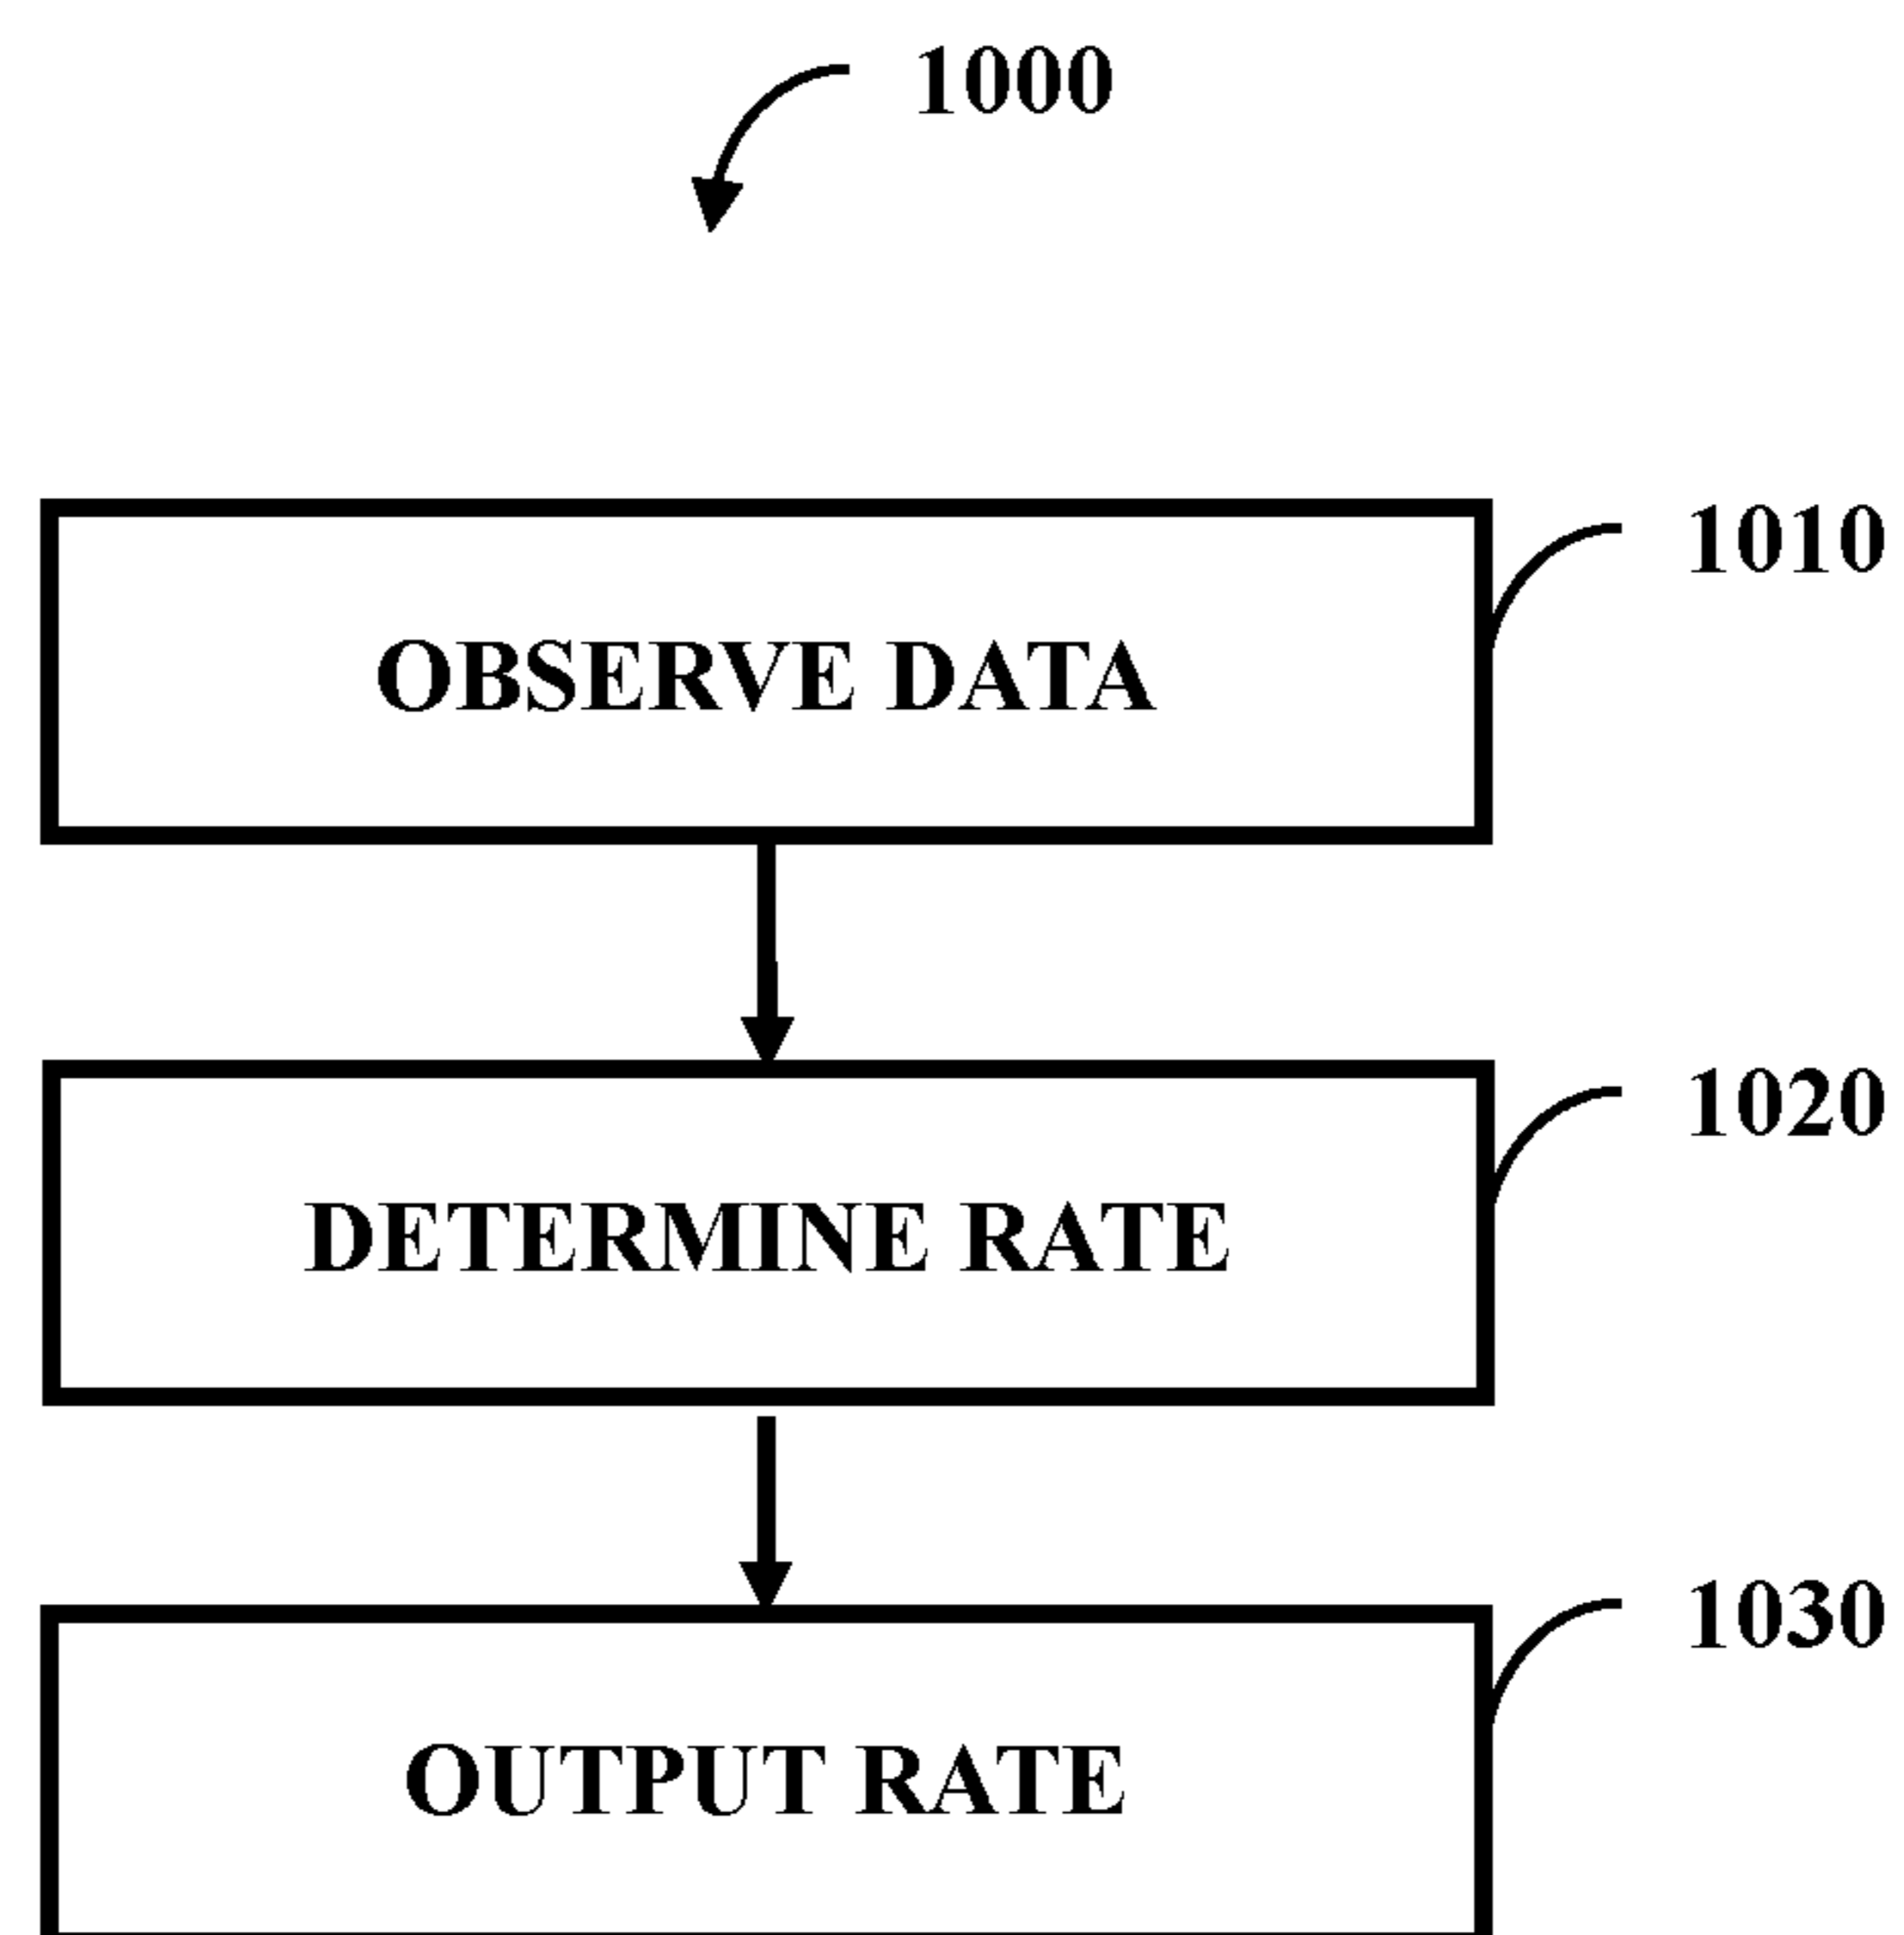 1000
1010
OBSERVE DATA
1020
DETERMINE RATE
1030
OUTPUT RATE